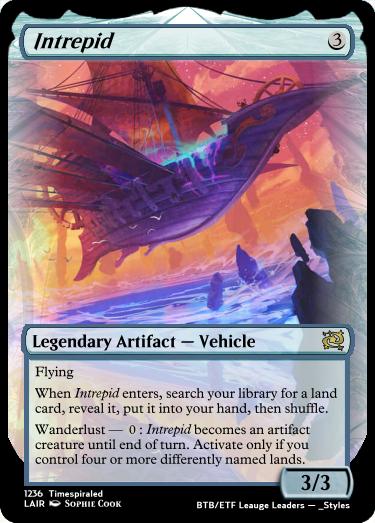 Intrepid 3
Legendary Artifact — Vehicle
Flying
When Intrepid enters, search your library for a land
card, reveal it, put it into your hand, then shuffle.
Wanderlust — 0 : Intrepid becomes an artifact
creature until end of turn. Activate only if you
control four or more differently named lands.
3/3
1236 Timespiraled
LAIR Sophie Cook
BTB/ETF Leauge Leaders — _Styles